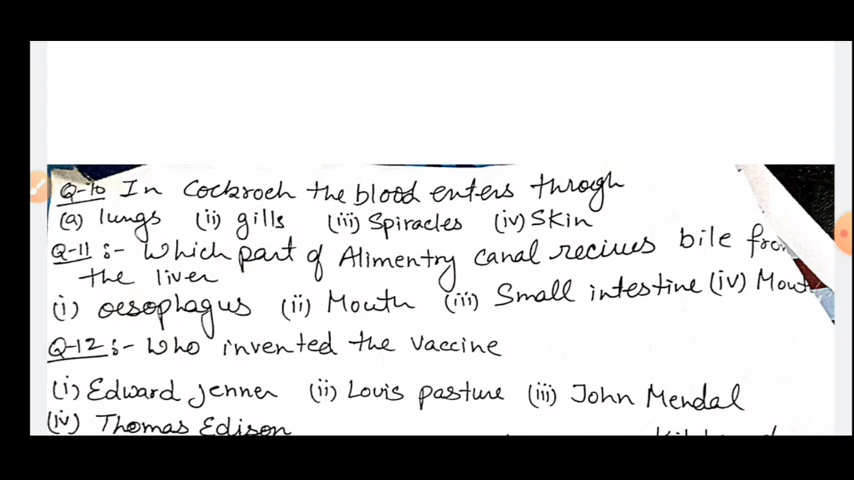 Q-10 In Cockroch the blood enters throgh
(a) lungs (ii) gills (iii) Spiracles (iv) Skin
Q-11 :- Which part of Alimentry canal recives bile from
the liver
(i) oesophagus (ii) Mouth (iii) Small intestine (iv) Mouth
Q-12 :- Who invented the vaccine
(i) Edward Jenner (ii) Louis pasture (iii) John Mendal
(iv) Thomas Edison